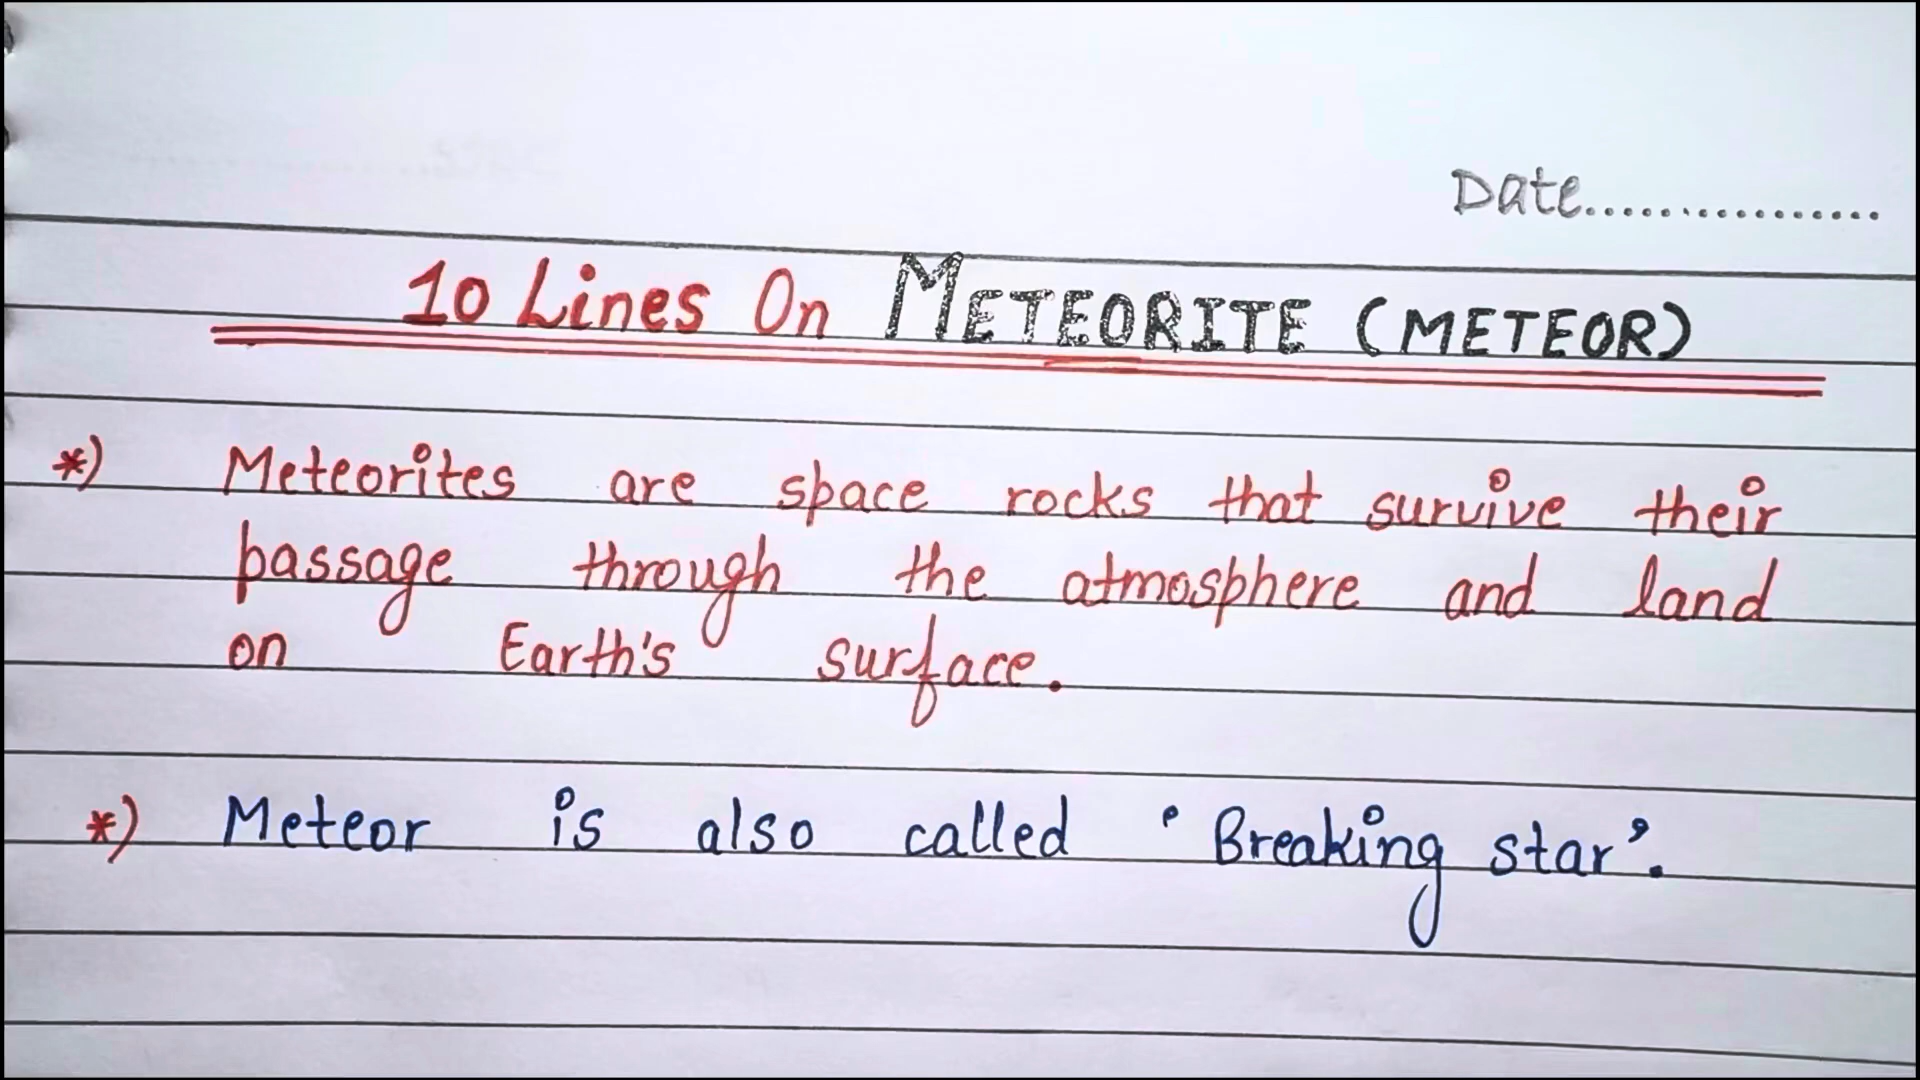 Date................
10 Lines On METEORITE (METEOR)
*) Meteorites are space rocks that survive their
passage through the atmosphere and land
on Earth's surface.
*) Meteor is also called 'Breaking star'.